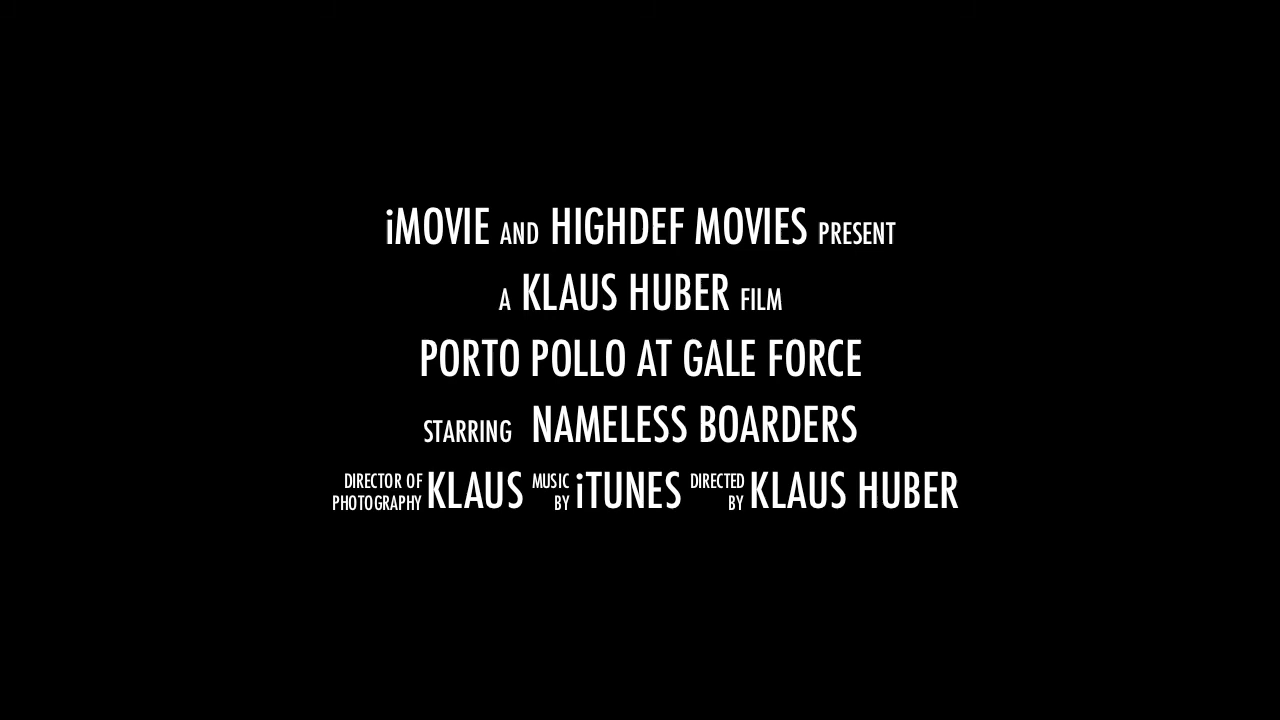 iMOVIE AND HIGHDEF MOVIES PRESENT
A KLAUS HUBER FILM
PORTO POLLO AT GALE FORCE
STARRING NAMELESS BOARDERS
DIRECTOR OF PHOTOGRAPHY KLAUS MUSIC BY iTUNES DIRECTED BY KLAUS HUBER